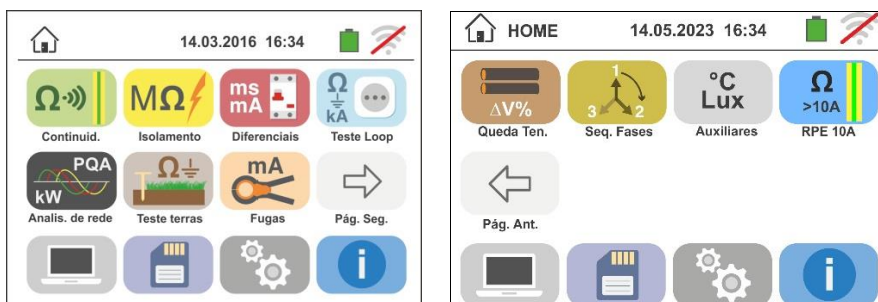 14.03.2016 16:34
Ω
MΩ
ms
mA
Ω
kA
Continuid. Isolamento Diferenciais Teste Loop
PQA
kW
Ω
mA
Analis. de rede Teste terras Fugas Pág. Seg.
i
HOME 14.05.2023 16:34
ΔV%
1
3 2
°C
Lux
Ω
>10A
Queda Ten. Seq. Fases Auxiliares RPE 10A
Pág. Ant.
i